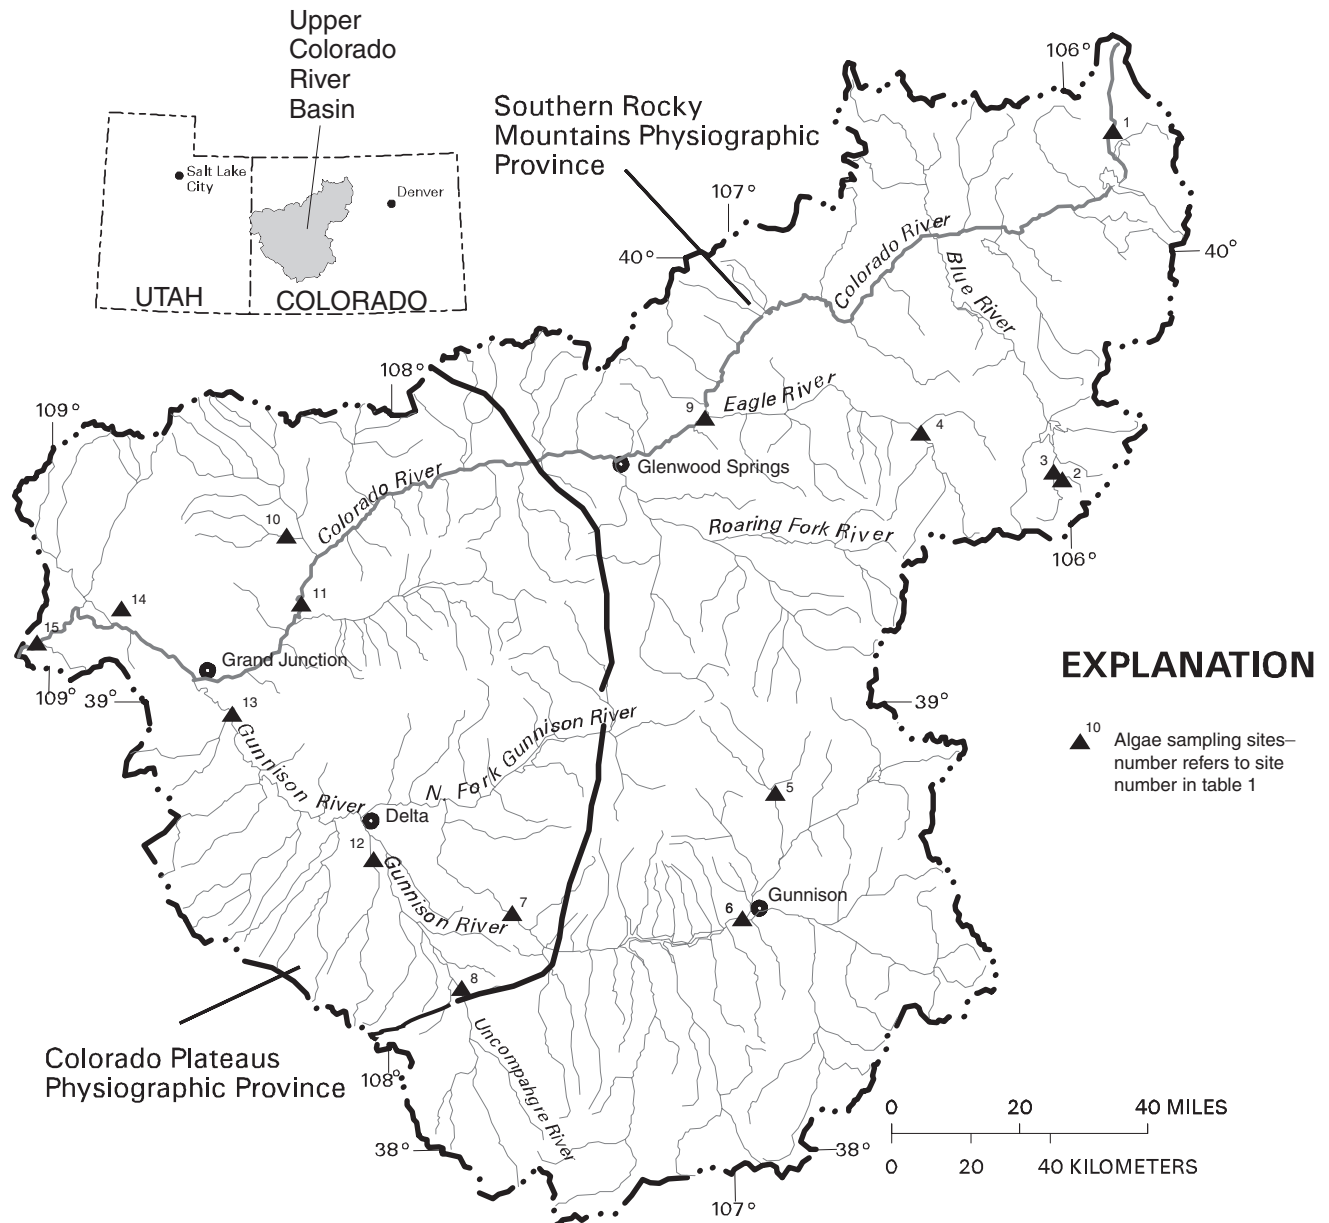 Upper
Colorado
River
Basin
Salt Lake
City
Denver
UTAH
COLORADO
Southern Rocky
Mountains Physiographic
Province
106°
1
107°
40°
40°
Colorado River
Blue River
108°
109°
9
Eagle River
4
3
2
Glenwood Springs
Colorado River
10
Roaring Fork River
106°
11
14
15
Grand Junction
109°
39°
13
39°
EXPLANATION
10
Algae sampling sites–
number refers to site
number in table 1
Gunnison River
N. Fork Gunnison River
5
Delta
12
Gunnison River
7
6
Gunnison
8
Colorado Plateaus
Physiographic Province
Uncompahgre River
108°
38°
38°
107°
0 20 40 MILES
0 20 40 KILOMETERS